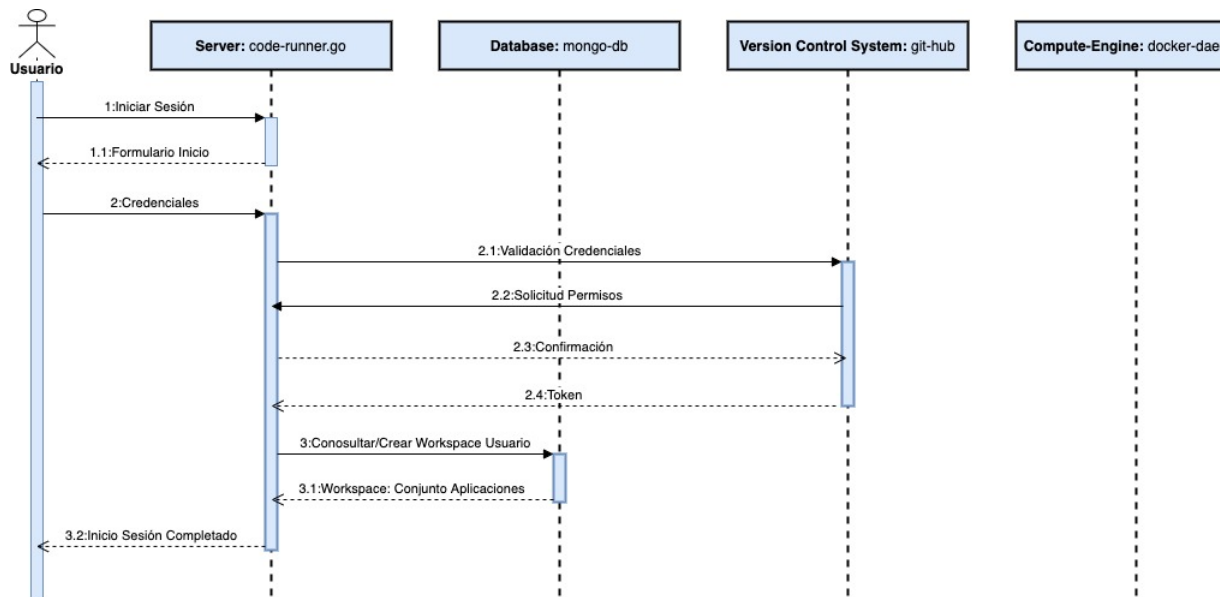 Usuario
Server: code-runner.go
Database: mongo-db
Version Control System: git-hub
Compute-Engine: docker-dae
1:Iniciar Sesión
1.1:Formulario Inicio
2:Credenciales
2.1:Validación Credenciales
2.2:Solicitud Permisos
2.3:Confirmación
2.4:Token
3:Conosultar/Crear Workspace Usuario
3.1:Workspace: Conjunto Aplicaciones
3.2:Inicio Sesión Completado